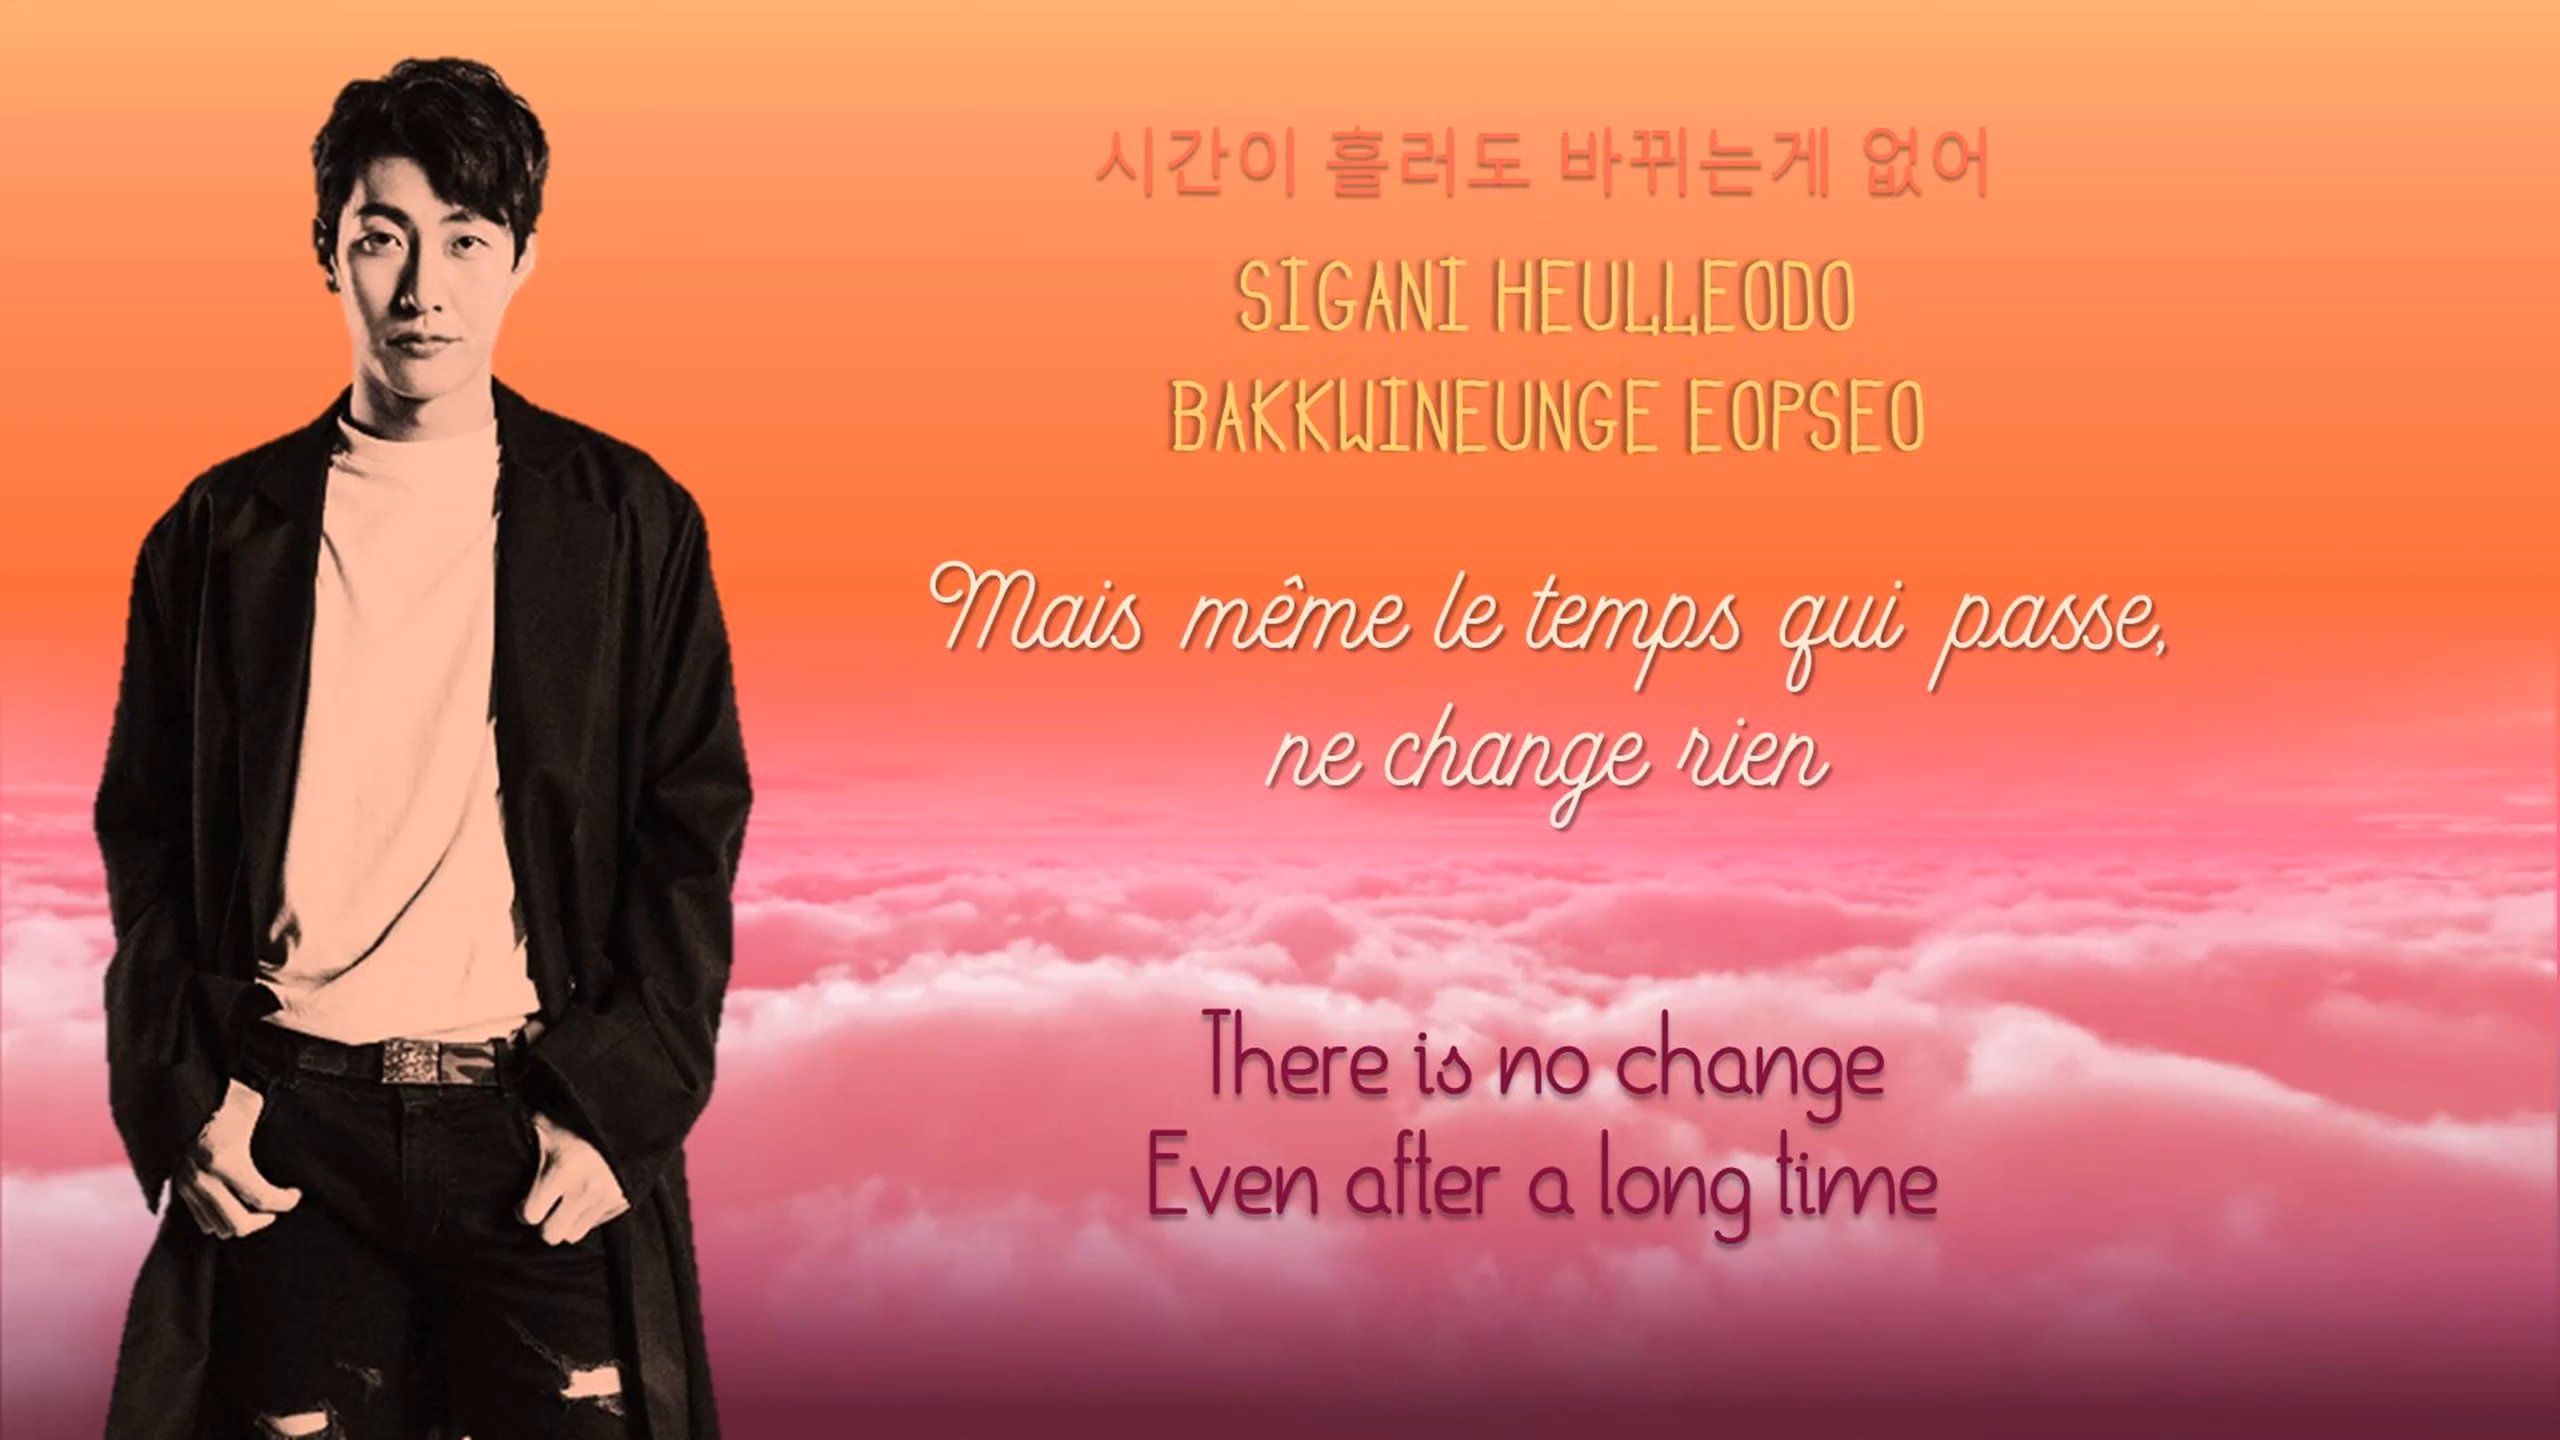 시간이 흘러도 바뀌는게 없어
SIGANI HEULLEODO
BAKKWINEUNGE EOPSEO
Mais même le temps qui passe,
ne change rien
There is no change
Even after a long time